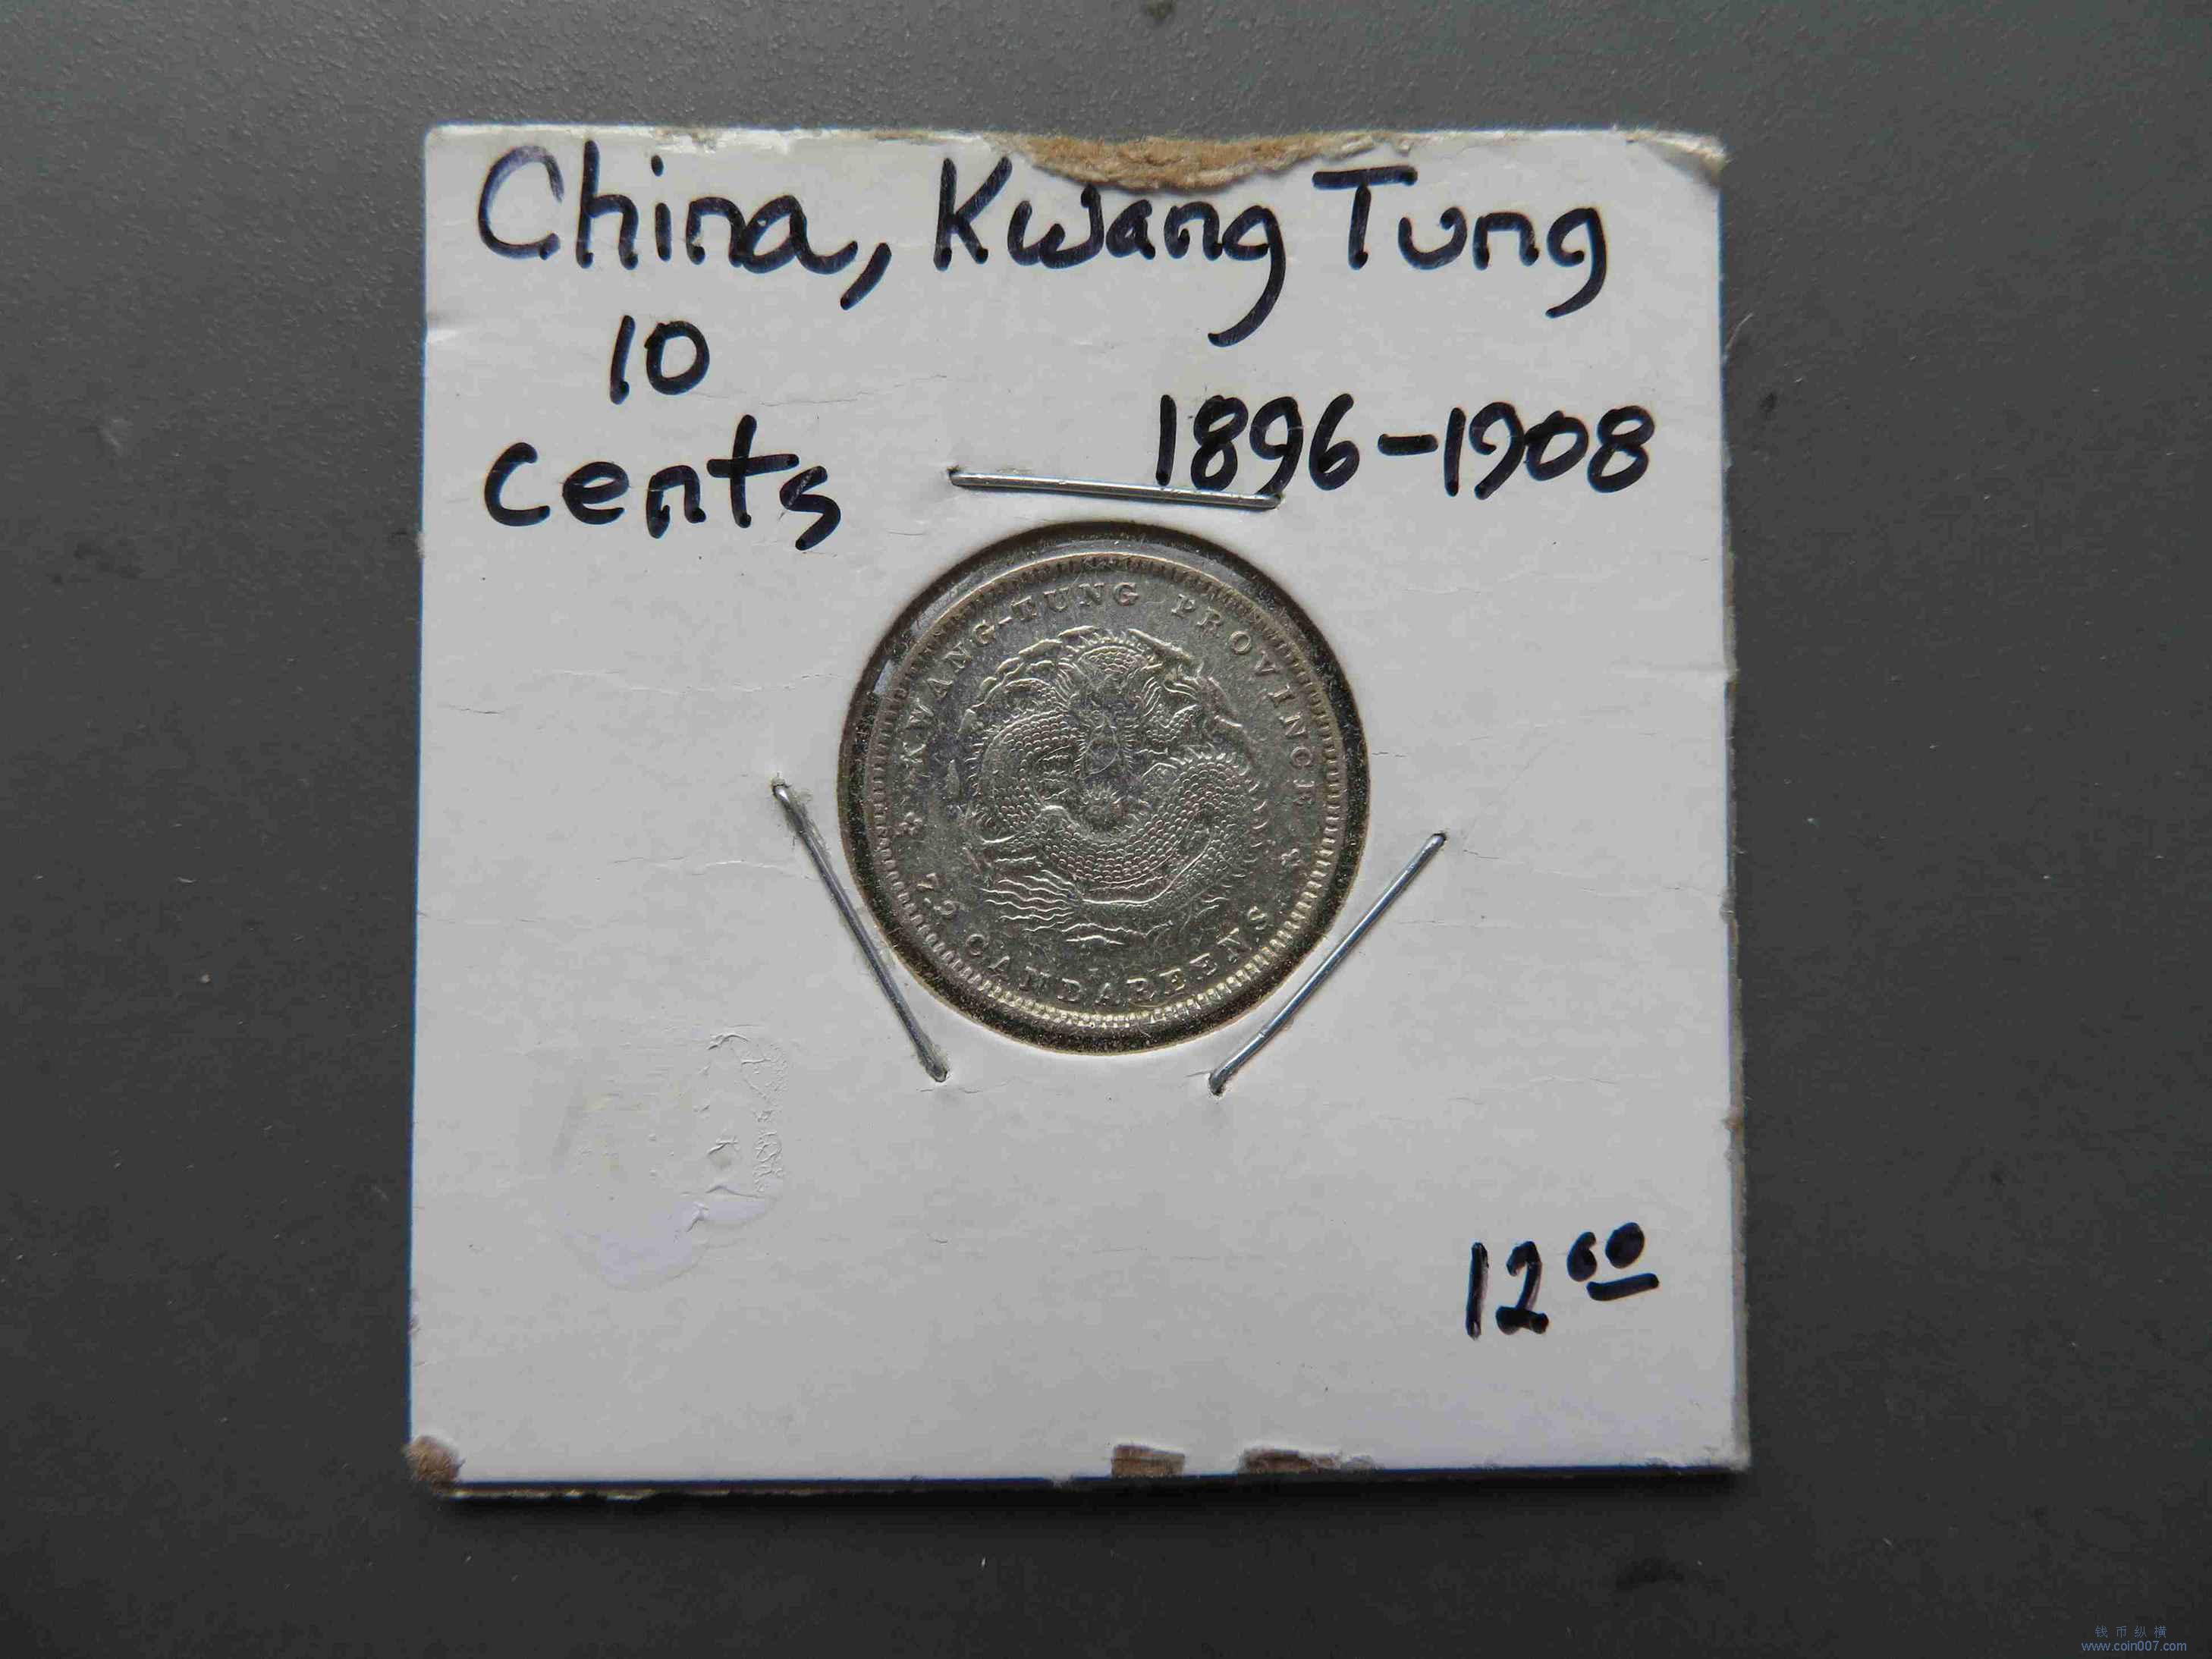 China, Kwang Tung
10
cents
1896-1908
KWANG-TUNG PROVINCE
7.2 CANDAREENS
12 00
钱币纵横
www.coin007.com